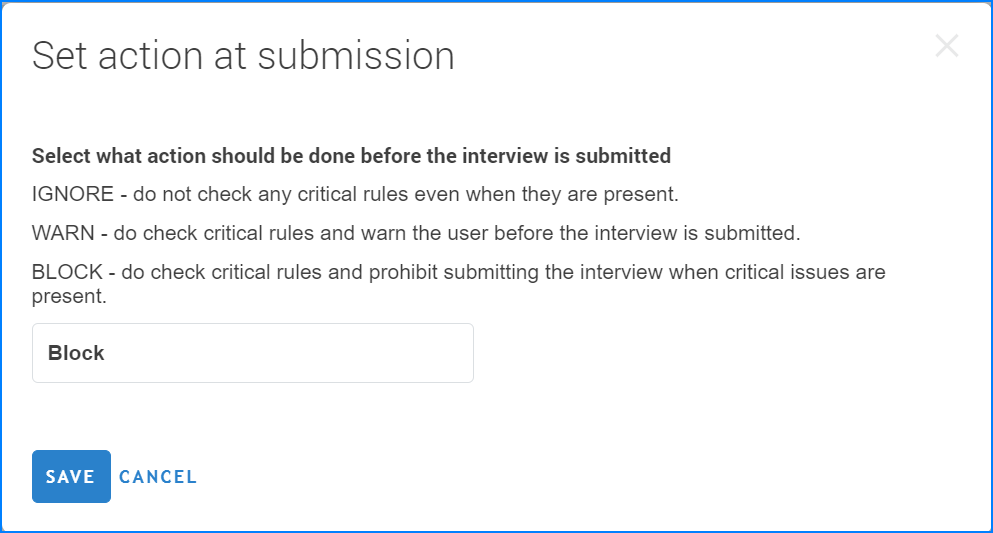 Set action at submission
Select what action should be done before the interview is submitted
IGNORE - do not check any critical rules even when they are present.
WARN - do check critical rules and warn the user before the interview is submitted.
BLOCK - do check critical rules and prohibit submitting the interview when critical issues are
present.
Block
SAVE CANCEL